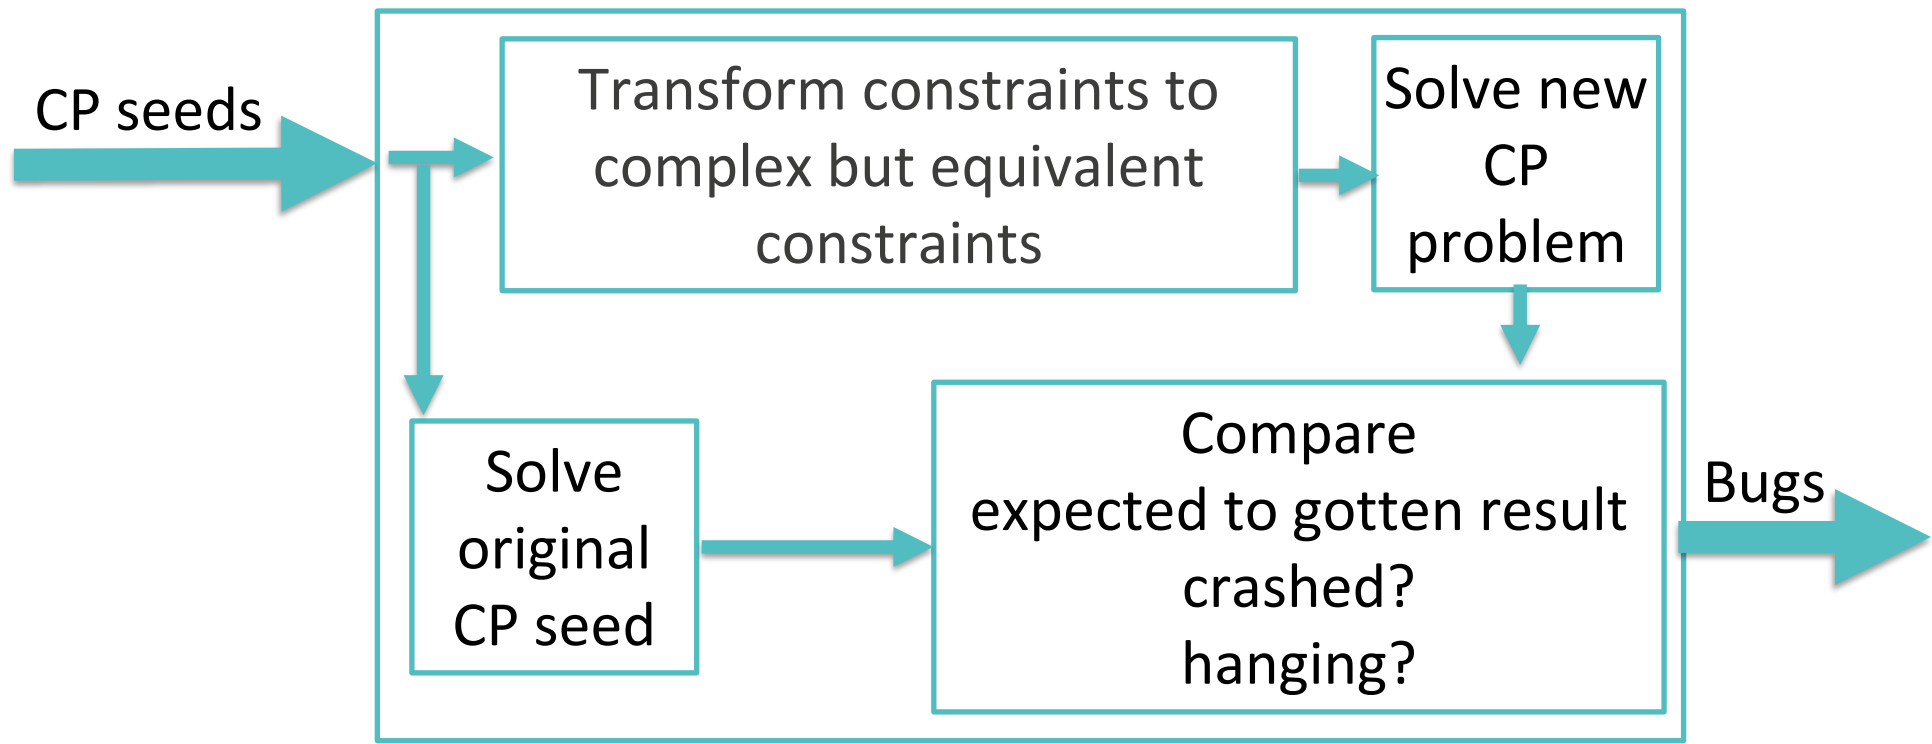 CP seeds
Transform constraints to
complex but equivalent
constraints
Solve new
CP
problem
Solve
original
CP seed
Compare
expected to gotten result
crashed?
hanging?
Bugs